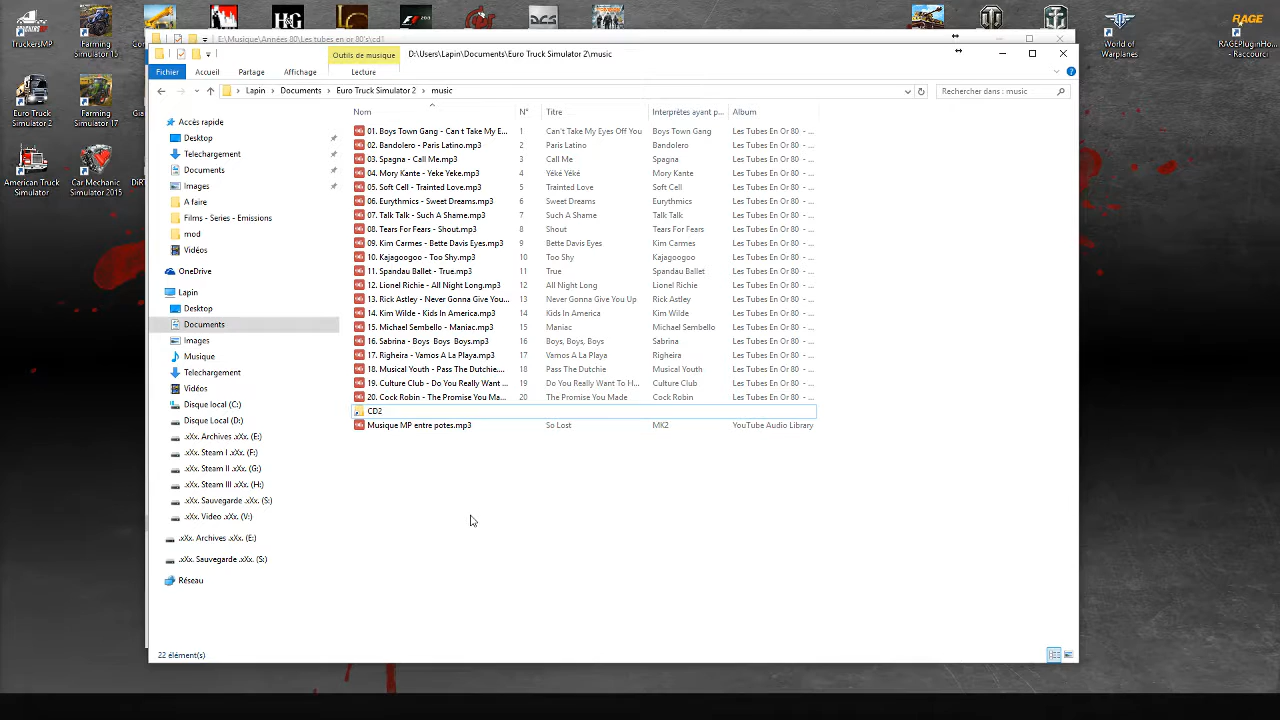 TruckersMP
Farming Simulator 15
E:\Musique\Années 80\Les tubes en or 80's\cd1
World of Warplanes
RAGEPluginHo... Raccourci
Euro Truck Simulator 2
Farming Simulator 17
American Truck Simulator
Car Mechanic Simulator 2015
Outils de musique
D:\Users\Lapin\Documents\Euro Truck Simulator 2\music
Fichier Accueil Partage Affichage Lecture
Lapin > Documents > Euro Truck Simulator 2 > music
Rechercher dans : music
Accès rapide
Desktop
Telechargement
Documents
Images
A faire
Films - Series - Emissions
mod
Vidéos
OneDrive
Lapin
Desktop
Documents
Images
Musique
Telechargement
Vidéos
Disque local (C:)
Disque Local (D:)
.xXx. Archives .xXx. (E:)
.xXx. Steam I .xXx. (F:)
.xXx. Steam II .xXx. (G:)
.xXx. Steam III .xXx. (H:)
.xXx. Sauvegarde .xXx. (S:)
.xXx. Video .xXx. (V:)
.xXx. Archives .xXx. (E:)
.xXx. Sauvegarde .xXx. (S:)
Réseau
Nom N° Titre Interprètes ayant p... Album
01. Boys Town Gang - Can't Take My E... 1 Can't Take My Eyes Off You Boys Town Gang Les Tubes En Or 80 - ...
02. Bandolero - Paris Latino.mp3 2 Paris Latino Bandolero Les Tubes En Or 80 - ...
03. Spagna - Call Me.mp3 3 Call Me Spagna Les Tubes En Or 80 - ...
04. Mory Kante - Yeke Yeke.mp3 4 Yéké Yéké Mory Kante Les Tubes En Or 80 - ...
05. Soft Cell - Trainted Love.mp3 5 Trainted Love Soft Cell Les Tubes En Or 80 - ...
06. Eurythmics - Sweet Dreams.mp3 6 Sweet Dreams Eurythmics Les Tubes En Or 80 - ...
07. Talk Talk - Such A Shame.mp3 7 Such A Shame Talk Talk Les Tubes En Or 80 - ...
08. Tears For Fears - Shout.mp3 8 Shout Tears For Fears Les Tubes En Or 80 - ...
09. Kim Carmes - Bette Davis Eyes.mp3 9 Bette Davis Eyes Kim Carmes Les Tubes En Or 80 - ...
10. Kajagoogoo - Too Shy.mp3 10 Too Shy Kajagoogoo Les Tubes En Or 80 - ...
11. Spandau Ballet - True.mp3 11 True Spandau Ballet Les Tubes En Or 80 - ...
12. Lionel Richie - All Night Long.mp3 12 All Night Long Lionel Richie Les Tubes En Or 80 - ...
13. Rick Astley - Never Gonna Give You... 13 Never Gonna Give You Up Rick Astley Les Tubes En Or 80 - ...
14. Kim Wilde - Kids In America.mp3 14 Kids In America Kim Wilde Les Tubes En Or 80 - ...
15. Michael Sembello - Maniac.mp3 15 Maniac Michael Sembello Les Tubes En Or 80 - ...
16. Sabrina - Boys Boys Boys.mp3 16 Boys, Boys, Boys Sabrina Les Tubes En Or 80 - ...
17. Righeira - Vamos A La Playa.mp3 17 Vamos A La Playa Righeira Les Tubes En Or 80 - ...
18. Musical Youth - Pass The Dutchie.... 18 Pass The Dutchie Musical Youth Les Tubes En Or 80 - ...
19. Culture Club - Do You Really Want ... 19 Do You Really Want To H... Culture Club Les Tubes En Or 80 - ...
20. Cock Robin - The Promise You Ma... 20 The Promise You Made Cock Robin Les Tubes En Or 80 - ...
CD2
Musique MP entre potes.mp3 So Lost MK2 YouTube Audio Library
22 élément(s)